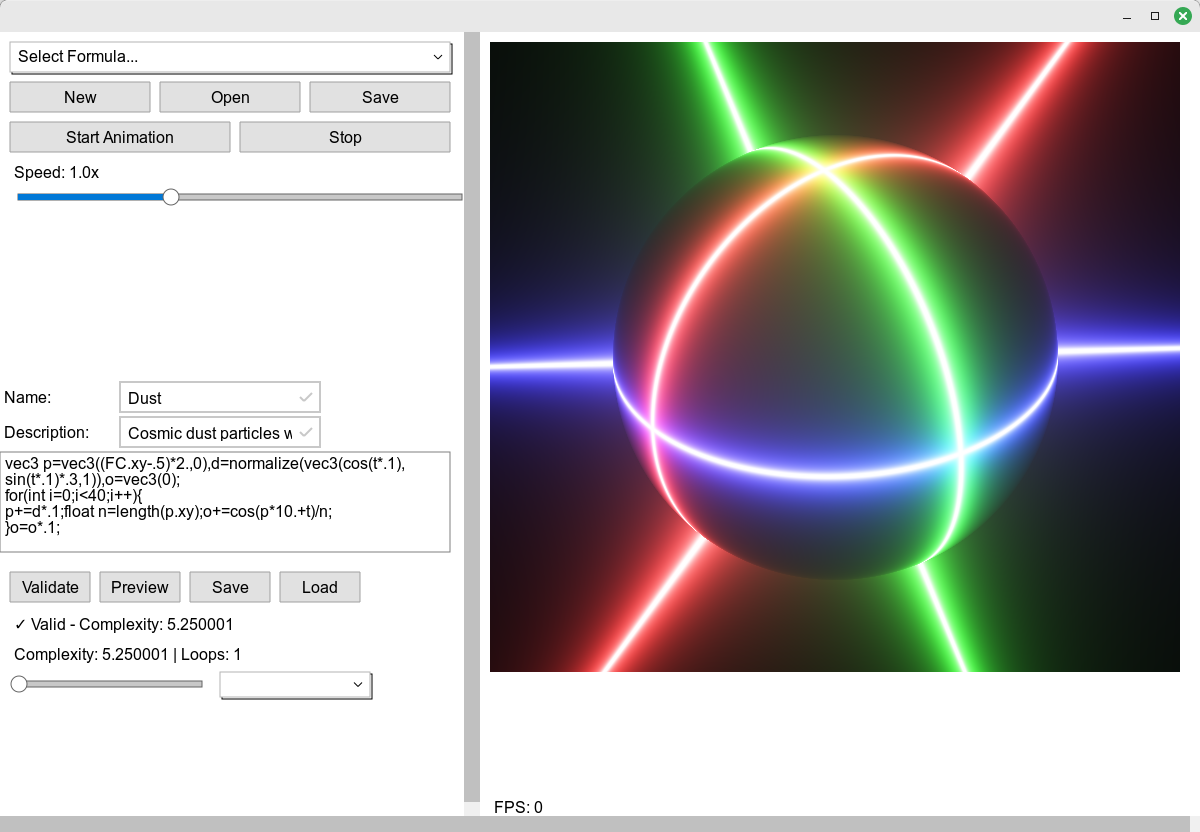 Select Formula...
New Open Save
Start Animation Stop
Speed: 1.0x
Name: Dust
Description: Cosmic dust particles w
vec3 p=vec3((FC.xy-.5)*2.,0),d=normalize(vec3(cos(t*.1),
sin(t*.1)*.3,1)),o=vec3(0);
for(int i=0;i<40;i++){
p+=d*.1;float n=length(p.xy);o+=cos(p*10.+t)/n;
}o=o*.1;
Validate Preview Save Load
✓ Valid - Complexity: 5.250001
Complexity: 5.250001 | Loops: 1
FPS: 0